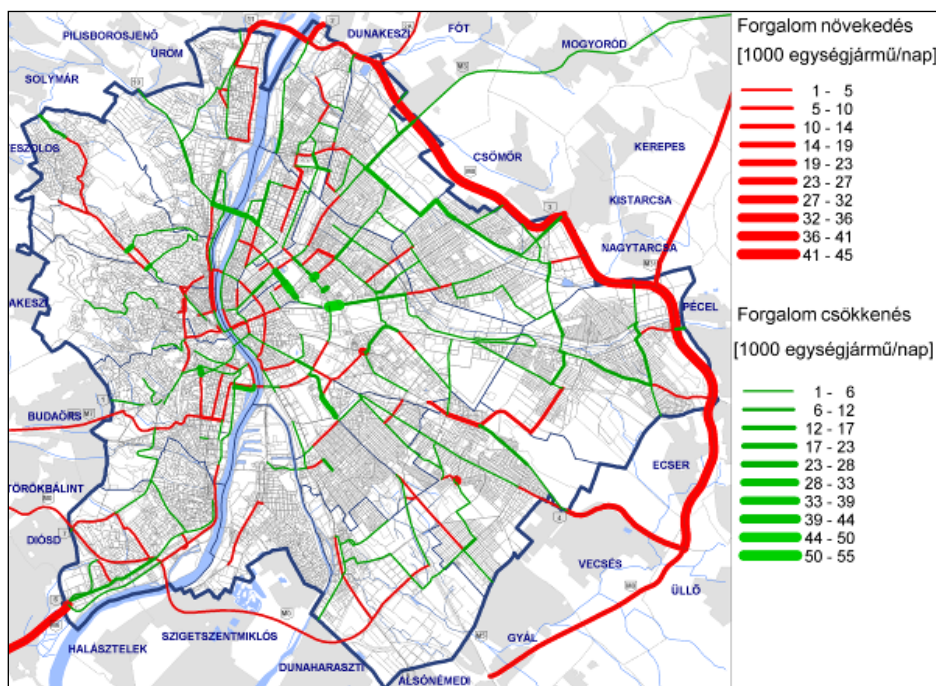 PILISBOROSJENŐ
ÜRÖM
SOLYMÁR
DUNAKESZI
FÓT
MOGYORÓD
CSÖMÖR
KEREPES
KISTARCSA
NAGYTARCSA
PÉCEL
AKESZI
BUDAÖRS
TÖRÖKBÁLINT
DIÓSD
ECSER
VECSÉS
ÜLLŐ
GYÁL
HALÁSZTELEK
SZIGETSZENTMIKLÓS
DUNAHARASZTI
ALSÓNÉMEDI
Forgalom növekedés
[1000 egységjármű/nap]
1 - 5
5 - 10
10 - 14
14 - 19
19 - 23
23 - 27
27 - 32
32 - 36
36 - 41
41 - 45
Forgalom csökkenés
[1000 egységjármű/nap]
1 - 6
6 - 12
12 - 17
17 - 23
23 - 28
28 - 33
33 - 39
39 - 44
44 - 50
50 - 55